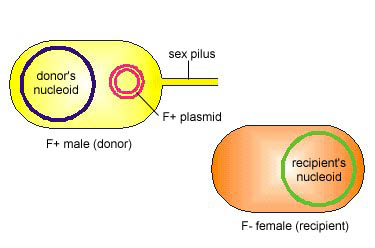 sex pilus
donor's
nucleoid
F+ plasmid
F+ male (donor)
recipient's
nucleoid
F- female (recipient)